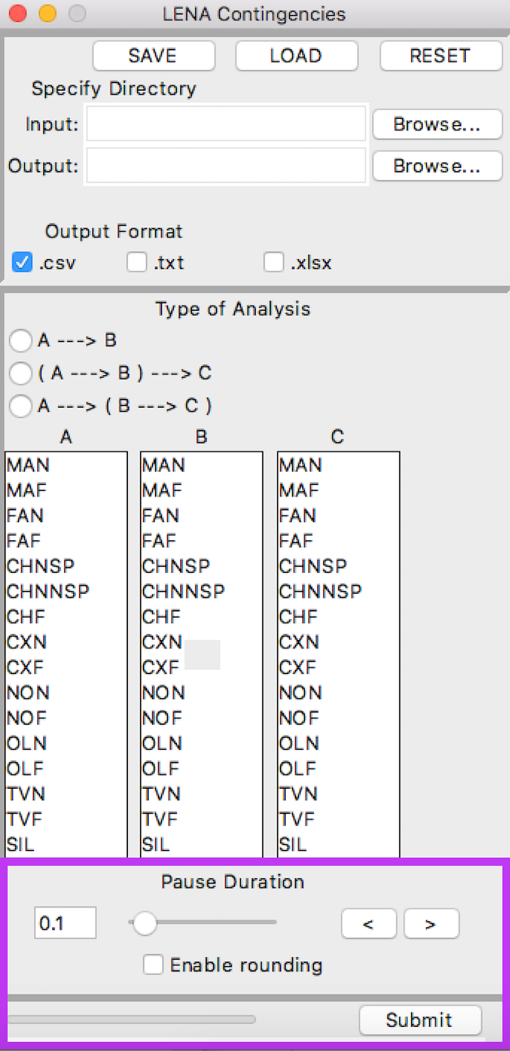 LENA Contingencies
SAVE LOAD RESET
Specify Directory
Input: Browse...
Output: Browse...
Output Format
.csv .txt .xlsx
Type of Analysis
A ---> B
( A ---> B ) ---> C
A ---> ( B ---> C )
A B C
MAN MAN MAN
MAF MAF MAF
FAN FAN FAN
FAF FAF FAF
CHNSP CHNSP CHNSP
CHNNSP CHNNSP CHNNSP
CHF CHF CHF
CXN CXN CXN
CXF CXF CXF
NON NON NON
NOF NOF NOF
OLN OLN OLN
OLF OLF OLF
TVN TVN TVN
TVF TVF TVF
SIL SIL SIL
Pause Duration
0.1 < >
Enable rounding
Submit